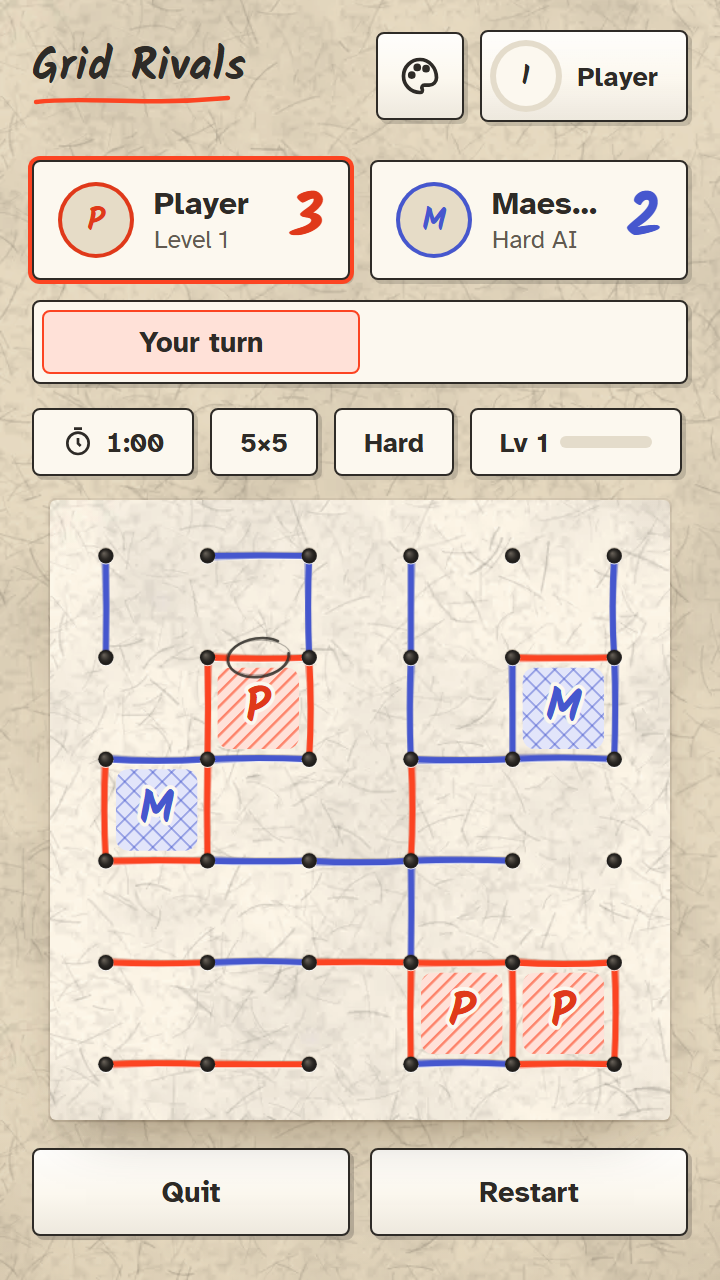 Grid Rivals
1 Player
P Player 3
Level 1
M Maes... 2
Hard AI
Your turn
1:00 5×5 Hard Lv 1
P M
M
P P
Quit Restart